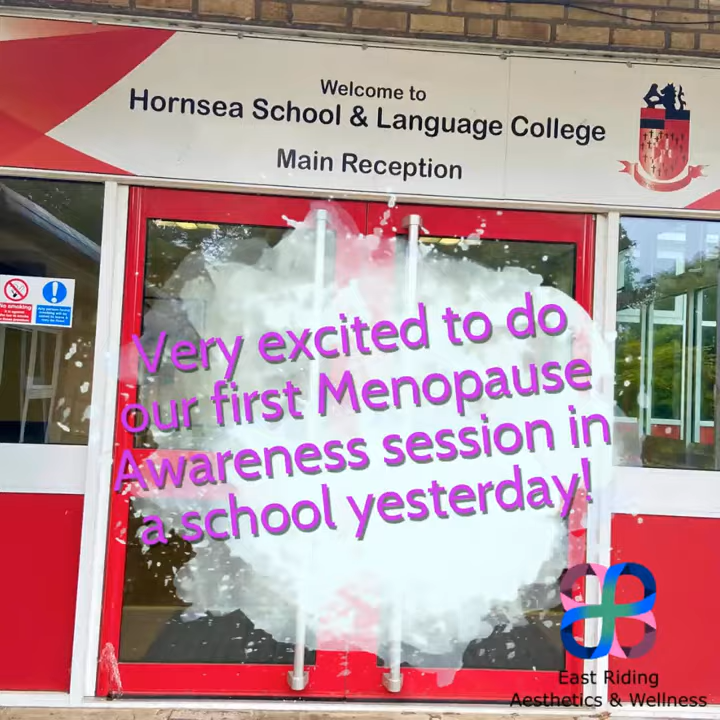 Welcome to
Hornsea School & Language College
Main Reception
No smoking
Very excited to do
our first Menopause
Awareness session in
a school yesterday!
East Riding
Aesthetics & Wellness